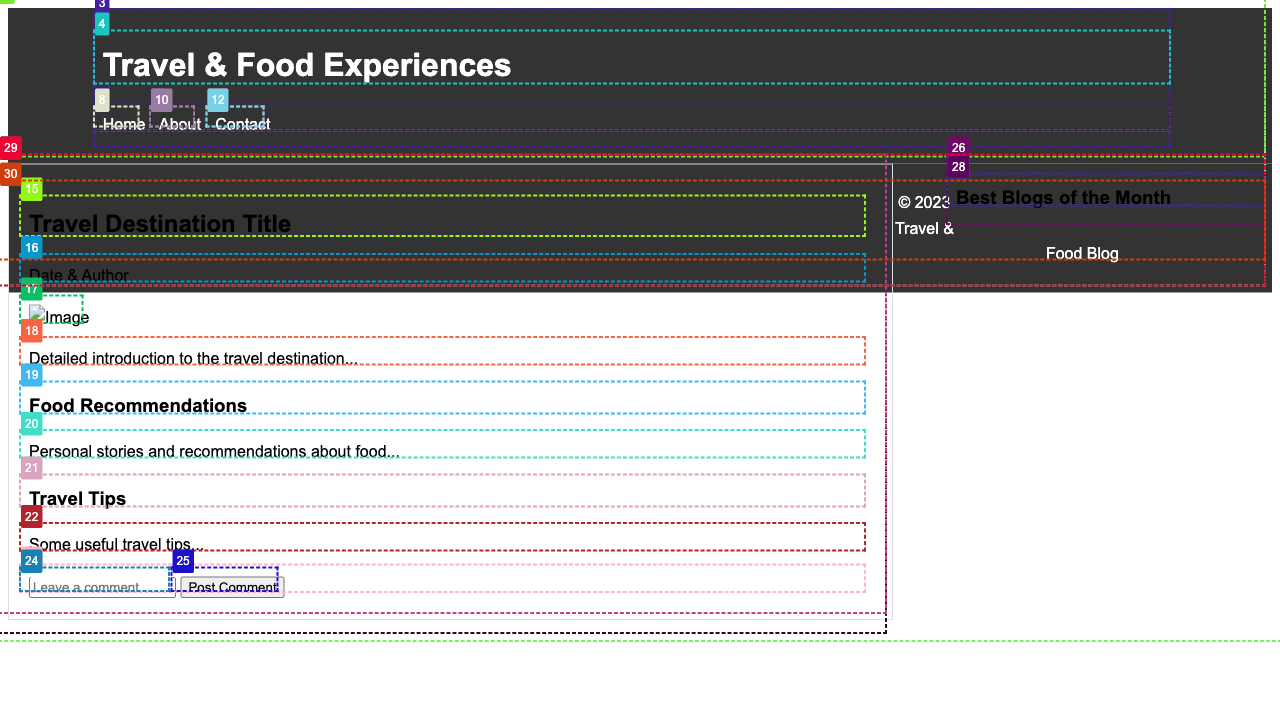 3
4
Travel & Food Experiences
8 10 12
Home About Contact
29 26
30 28
15
Best Blogs of the Month
© 2023
Travel Destination Title
Travel &
16
Food Blog
Date & Author
17
Image
18
Detailed introduction to the travel destination...
19
Food Recommendations
20
Personal stories and recommendations about food...
21
Travel Tips
22
Some useful travel tips...
24 25
Leave a comment Post Comment